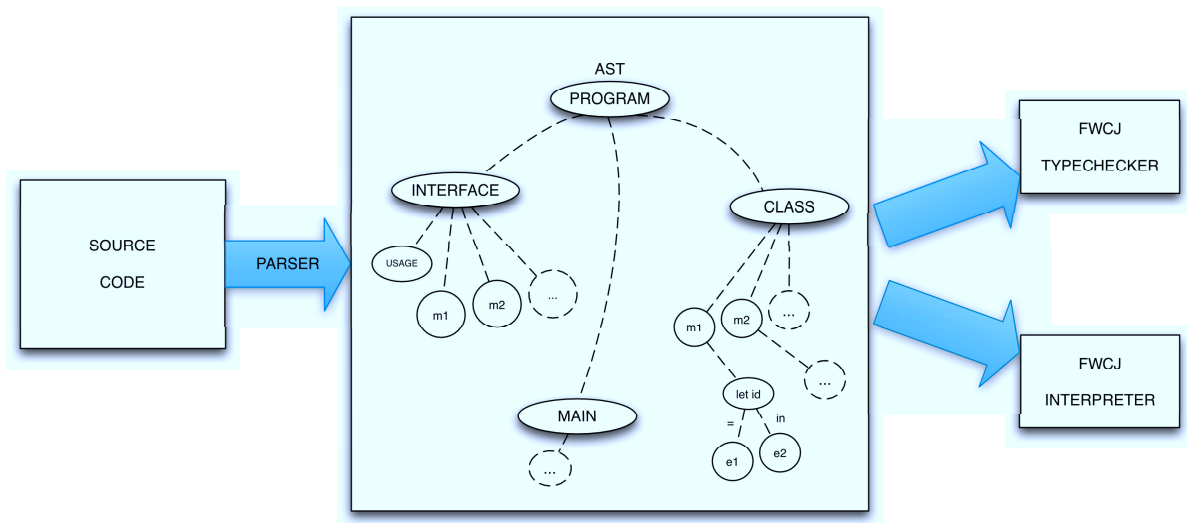 SOURCE
CODE
PARSER
AST
PROGRAM
INTERFACE
USAGE
m1
m2
...
MAIN
...
CLASS
m1
m2
...
...
let id
=
in
e1
e2
FWCJ
TYPECHECKER
FWCJ
INTERPRETER